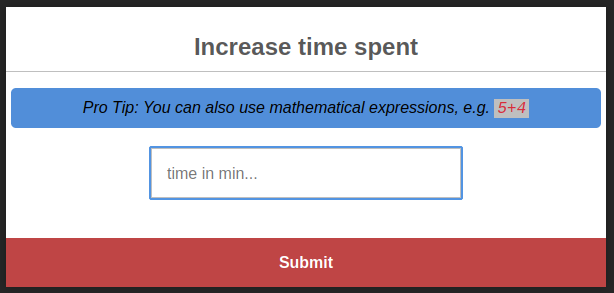 Increase time spent
Pro Tip: You can also use mathematical expressions, e.g. 5+4
time in min...
Submit